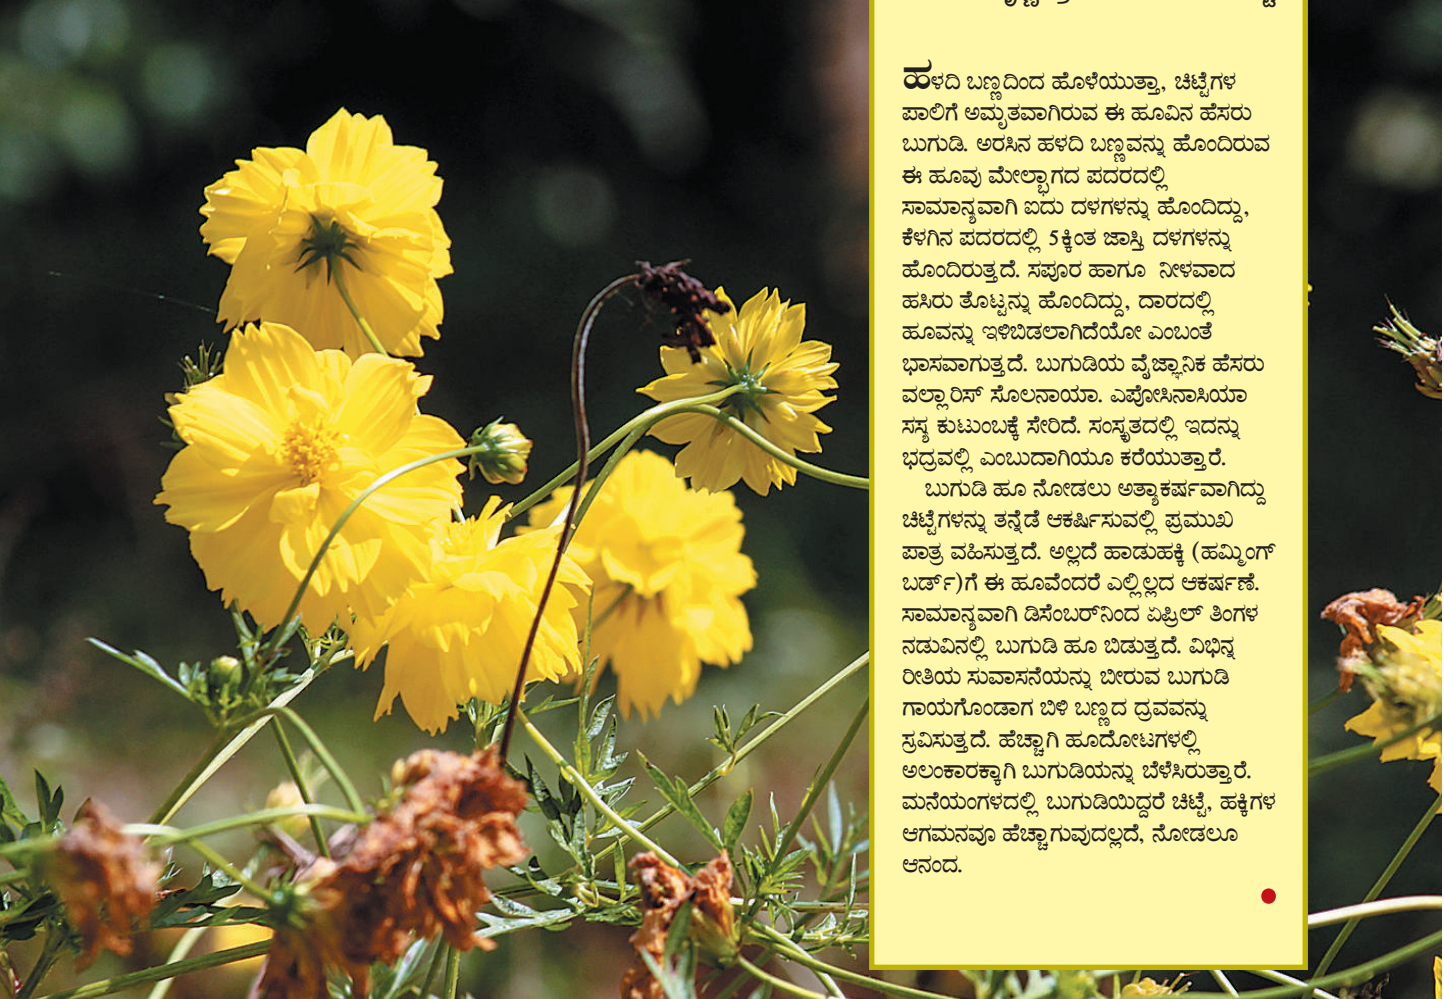 ಹಳದಿ ಬಣ್ಣದಿಂದ ಹೊಳೆಯುತ್ತಾ, ಚಿಟ್ಟೆಗಳ
ಪಾಲಿಗೆ ಅಮೃತವಾಗಿರುವ ಈ ಹೂವಿನ ಹೆಸರು
ಬುಗುಡಿ. ಅರಸಿನ ಹಳದಿ ಬಣ್ಣವನ್ನು ಹೊಂದಿರುವ
ಈ ಹೂವು ಮೇಲ್ಭಾಗದ ಪದರದಲ್ಲಿ
ಸಾಮಾನ್ಯವಾಗಿ ಐದು ದಳಗಳನ್ನು ಹೊಂದಿದ್ದು,
ಕೆಳಗಿನ ಪದರದಲ್ಲಿ 5ಕ್ಕಿಂತ ಜಾಸ್ತಿ ದಳಗಳನ್ನು
ಹೊಂದಿರುತ್ತದೆ. ಸಪೂರ ಹಾಗೂ ನೀಳವಾದ
ಹಸಿರು ತೊಟ್ಟನ್ನು ಹೊಂದಿದ್ದು, ದಾರದಲ್ಲಿ
ಹೂವನ್ನು ಇಳಿಬಿಡಲಾಗಿದೆಯೋ ಎಂಬಂತೆ
ಭಾಸವಾಗುತ್ತದೆ. ಬುಗುಡಿಯ ವೈಜ್ಞಾನಿಕ ಹೆಸರು
ವಲ್ಲಾರಿಸ್ ಸೊಲನಾಯಾ. ಎಪೋಸಿನಾಸಿಯಾ
ಸಸ್ಯ ಕುಟುಂಬಕ್ಕೆ ಸೇರಿದೆ. ಸಂಸ್ಕೃತದಲ್ಲಿ ಇದನ್ನು
ಭದ್ರವಲ್ಲಿ ಎಂಬುದಾಗಿಯೂ ಕರೆಯುತ್ತಾರೆ.
ಬುಗುಡಿ ಹೂ ನೋಡಲು ಅತ್ಯಾಕರ್ಷವಾಗಿದ್ದು
ಚಿಟ್ಟೆಗಳನ್ನು ತನ್ನೆಡೆ ಆಕರ್ಷಿಸುವಲ್ಲಿ ಪ್ರಮುಖ
ಪಾತ್ರ ವಹಿಸುತ್ತದೆ. ಅಲ್ಲದೆ ಹಾಡುಹಕ್ಕಿ (ಹಮ್ಮಿಂಗ್
ಬರ್ಡ್)ಗೆ ಈ ಹೂವೆಂದರೆ ಎಲ್ಲಿಲ್ಲದ ಆಕರ್ಷಣೆ.
ಸಾಮಾನ್ಯವಾಗಿ ಡಿಸೆಂಬರ್‌ನಿಂದ ಏಪ್ರಿಲ್ ತಿಂಗಳ
ನಡುವಿನಲ್ಲಿ ಬುಗುಡಿ ಹೂ ಬಿಡುತ್ತದೆ. ವಿಭಿನ್ನ
ರೀತಿಯ ಸುವಾಸನೆಯನ್ನು ಬೀರುವ ಬುಗುಡಿ
ಗಾಯಗೊಂಡಾಗ ಬಿಳಿ ಬಣ್ಣದ ದ್ರವವನ್ನು
ಸ್ರವಿಸುತ್ತದೆ. ಹೆಚ್ಚಾಗಿ ಹೂದೋಟಗಳಲ್ಲಿ
ಅಲಂಕಾರಕ್ಕಾಗಿ ಬುಗುಡಿಯನ್ನು ಬೆಳೆಸಿರುತ್ತಾರೆ.
ಮನೆಯಂಗಳದಲ್ಲಿ ಬುಗುಡಿಯಿದ್ದರೆ ಚಿಟ್ಟೆ, ಹಕ್ಕಿಗಳ
ಆಗಮನವೂ ಹೆಚ್ಚಾಗುವುದಲ್ಲದೆ, ನೋಡಲೂ
ಆನಂದ.